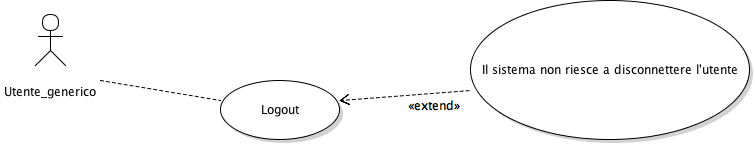 Il sistema non riesce a disconnettere l'utente
Utente_generico
Logout
«extend»